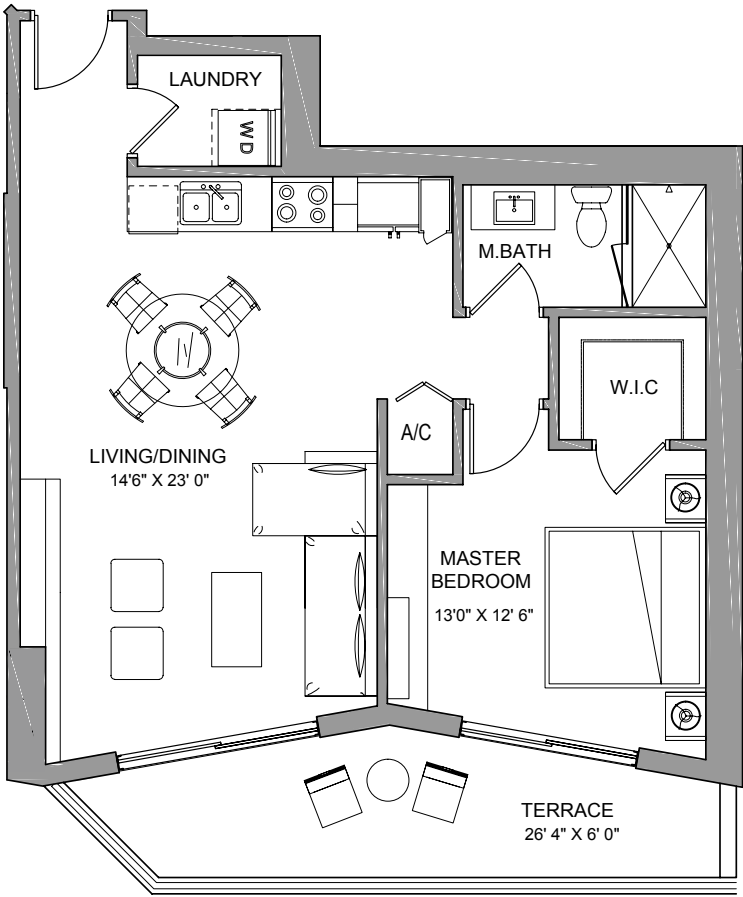 LAUNDRY
W D
M.BATH
W.I.C
A/C
LIVING/DINING
14'6" X 23' 0"
MASTER
BEDROOM
13'0" X 12' 6"
TERRACE
26' 4" X 6' 0"